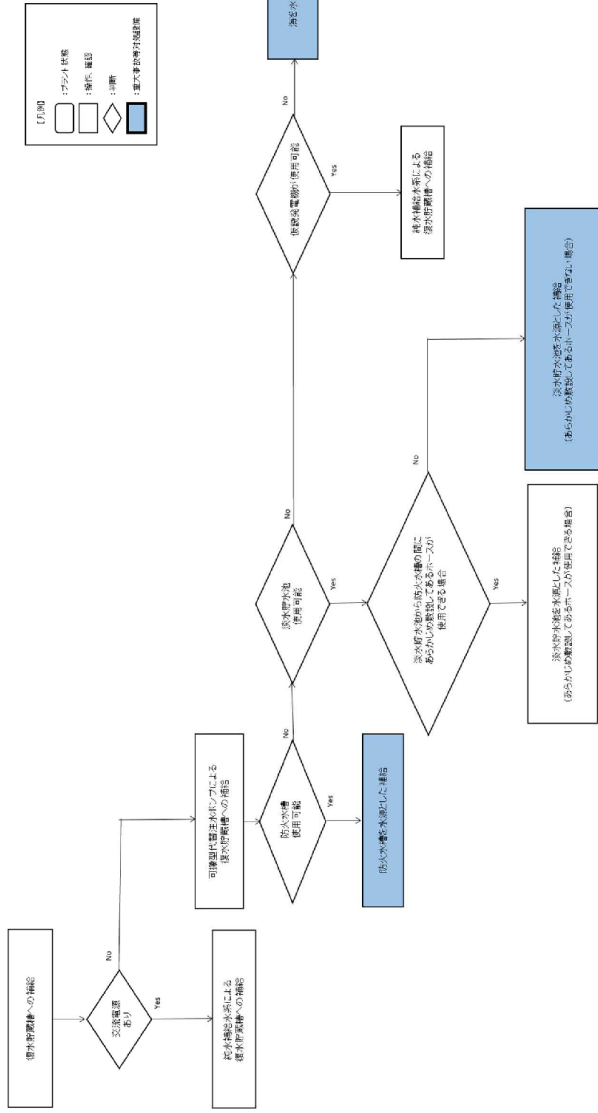 【凡例】
：プラント状態
：操作、確認
：判断
：重大事故等対処設備
復水貯蔵槽への補給
交流電源
あり
No
Yes
純水補給水系による
復水貯蔵槽への補給
可搬型代替注水ポンプによる
復水貯蔵槽への補給
防火水槽
使用可能
No
Yes
防火水槽を水源とした補給
淡水貯水池
使用可能
No
Yes
淡水貯水池から防火水槽の間に
あらかじめ敷設してあるホースが
使用できる場合
No
Yes
淡水貯水池を水源とした補給
(あらかじめ敷設してあるホースが使用できる場合)
淡水貯水池を水源とした補給
(あらかじめ敷設してあるホースが使用できない場合)
仮設発電機が使用可能
No
Yes
純水補給水系による
復水貯蔵槽への補給
海を水